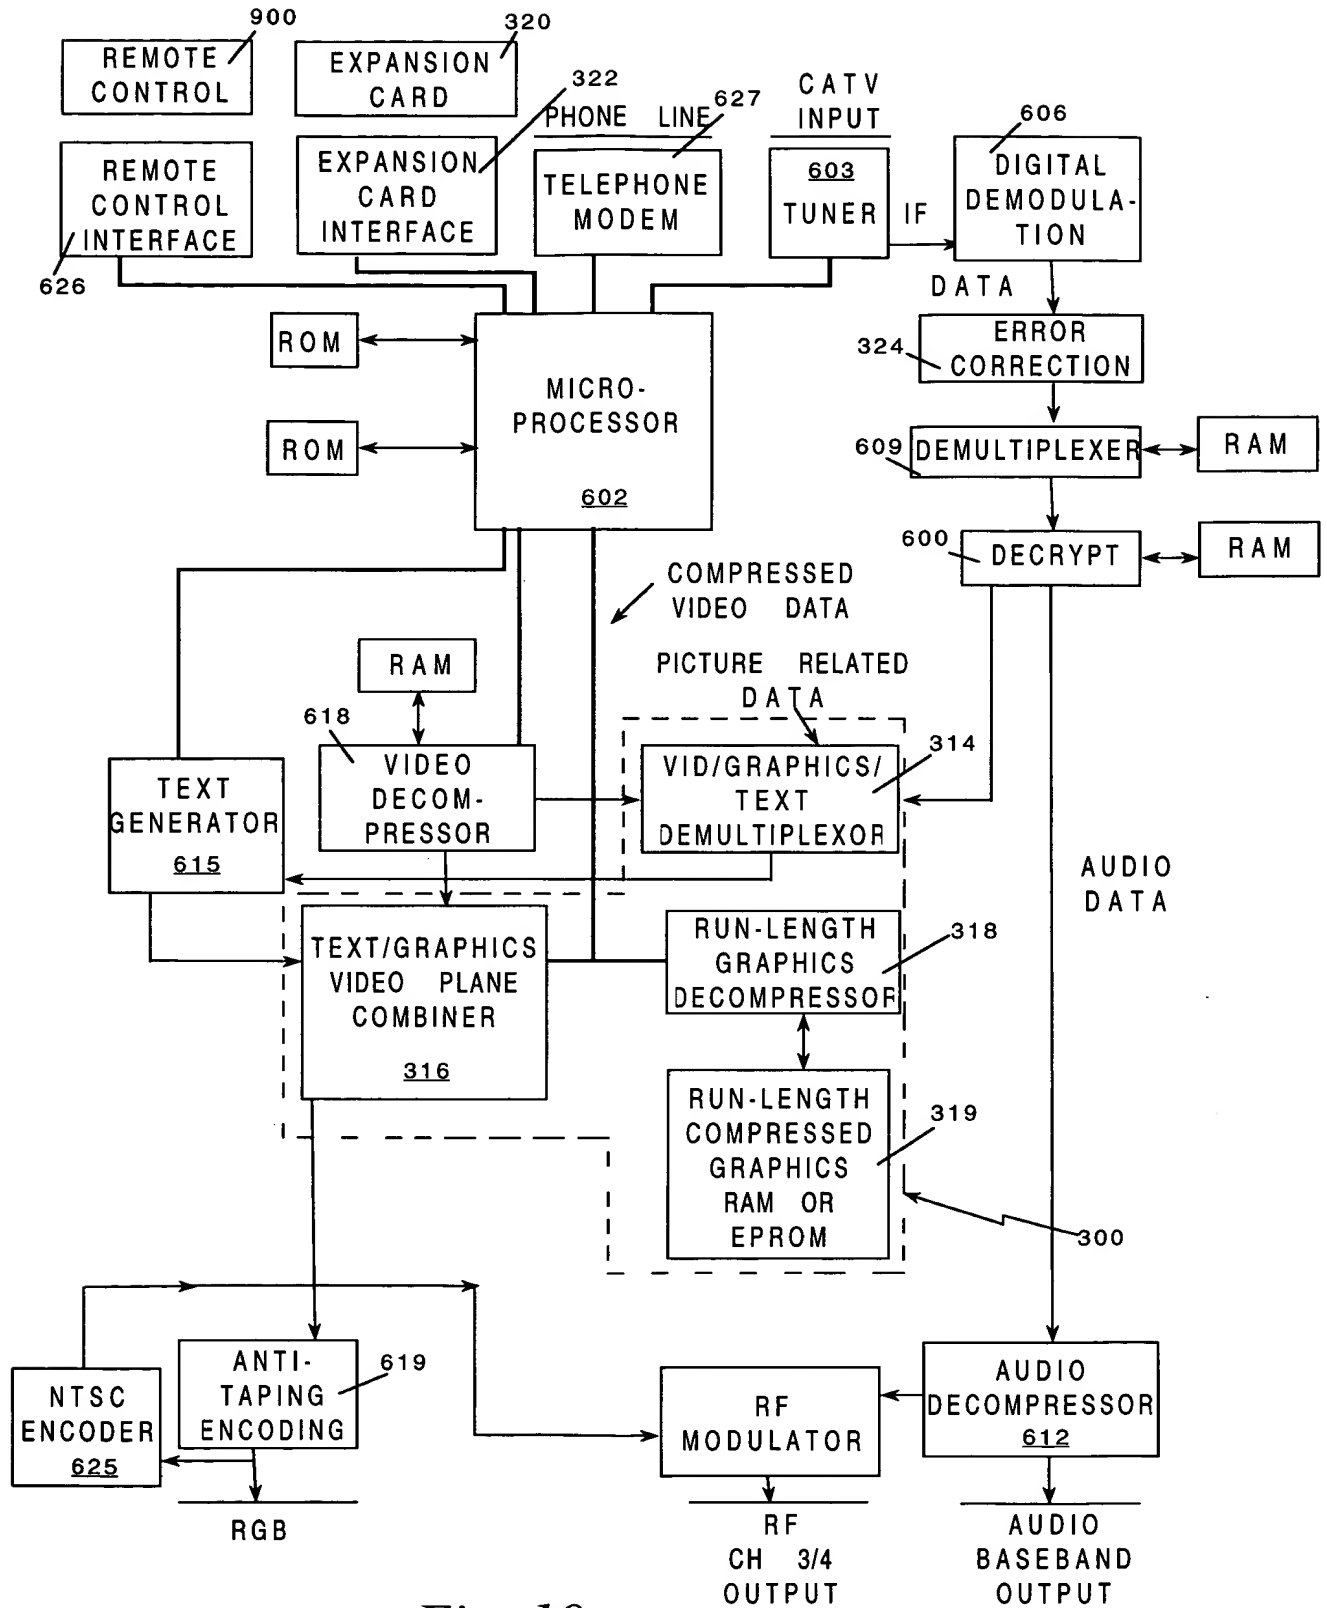 900
320
REMOTE
CONTROL
EXPANSION
CARD
322
PHONE LINE
627
CATV
INPUT
606
REMOTE
CONTROL
INTERFACE
626
EXPANSION
CARD
INTERFACE
TELEPHONE
MODEM
603
TUNER
IF
DIGITAL
DEMODULA-
TION
DATA
ROM
ROM
MICRO-
PROCESSOR
602
324
ERROR
CORRECTION
609
DEMULTIPLEXER
RAM
600
DECRYPT
RAM
COMPRESSED
VIDEO DATA
RAM
PICTURE RELATED
DATA
618
VIDEO
DECOM-
PRESSOR
VID/GRAPHICS/
TEXT
DEMULTIPLEXOR
314
TEXT
GENERATOR
615
AUDIO
DATA
TEXT/GRAPHICS
VIDEO PLANE
COMBINER
316
RUN-LENGTH
GRAPHICS
DECOMPRESSOR
318
RUN-LENGTH
COMPRESSED
GRAPHICS
RAM OR
EPROM
319
300
NTSC
ENCODER
625
ANTI-
TAPING
ENCODING
619
RF
MODULATOR
AUDIO
DECOMPRESSOR
612
RGB
RF
CH 3/4
OUTPUT
AUDIO
BASEBAND
OUTPUT